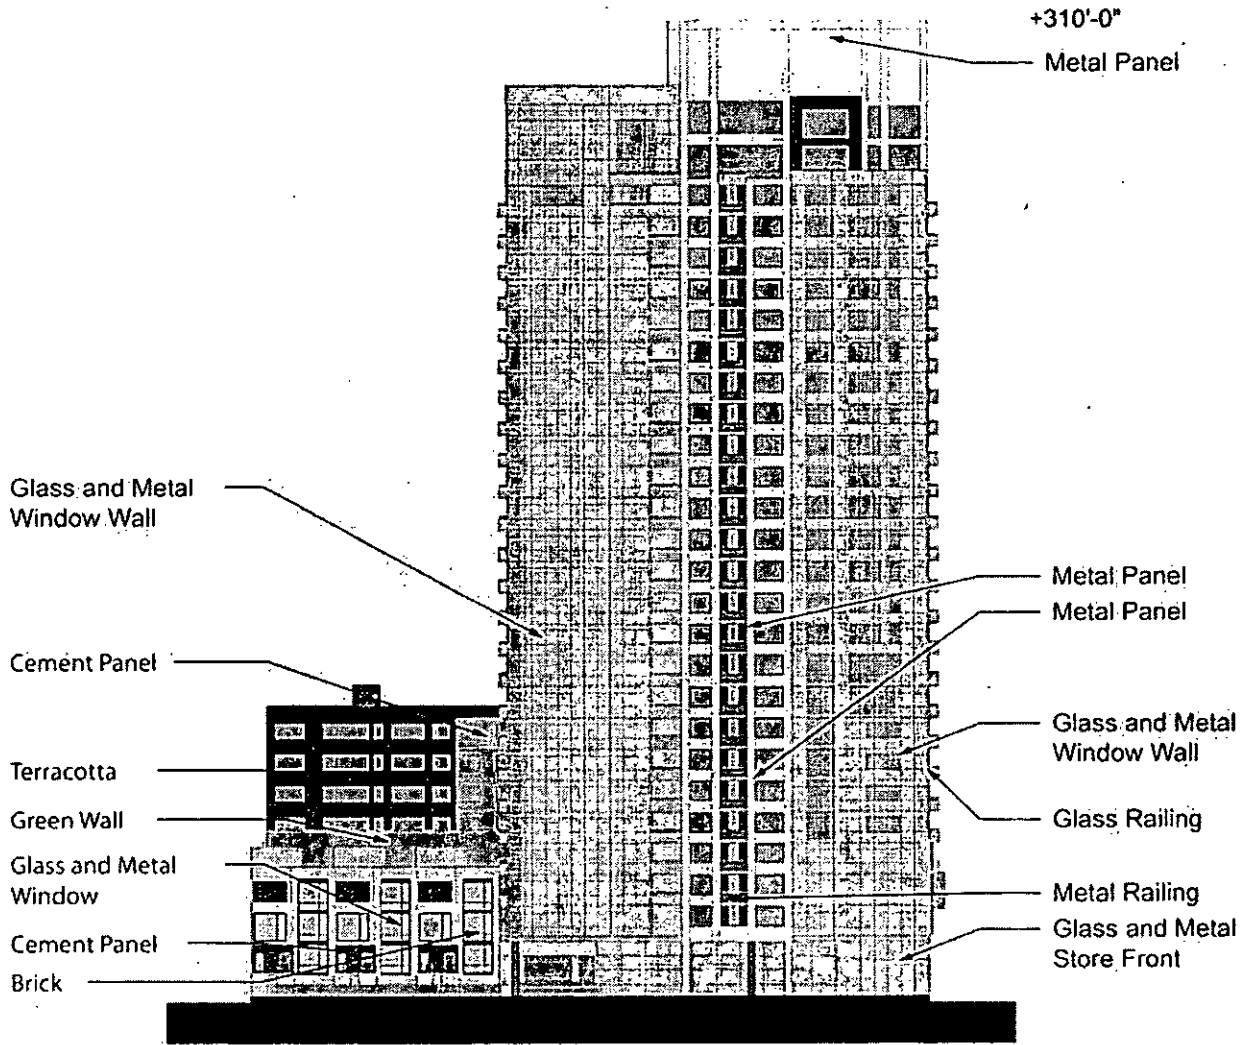 +310'-0"
Metal Panel
Glass and Metal
Window Wall
Cement Panel
Terracotta
Green Wall
Glass and Metal
Window
Cement Panel
Brick
Metal Panel
Metal Panel
Glass and Metal
Window Wall
Glass Railing
Metal Railing
Glass and Metal
Store Front